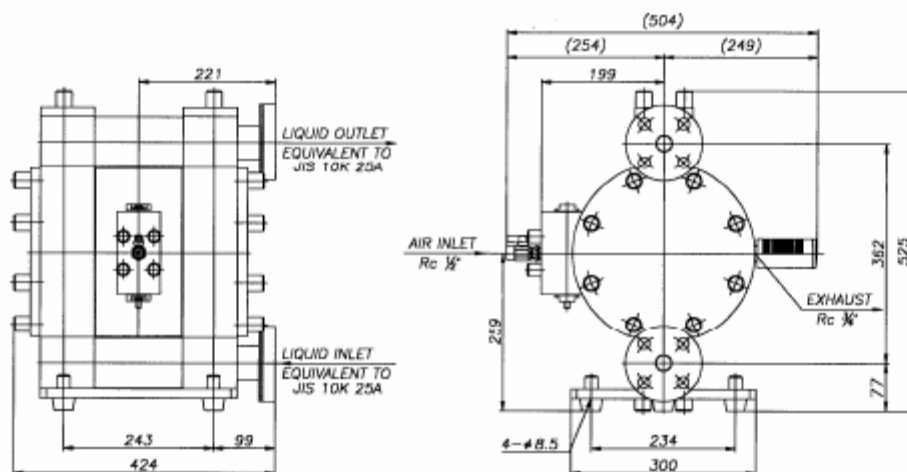 221
LIQUID OUTLET
EQUIVALENT TO
JIS 10K 25A
LIQUID INLET
EQUIVALENT TO
JIS 10K 25A
243
99
424
(504)
(254)
(249)
199
AIR INLET
Rc ½"
EXHAUST
Rc ¾"
259
362
525
77
4-φ8.5
234
300